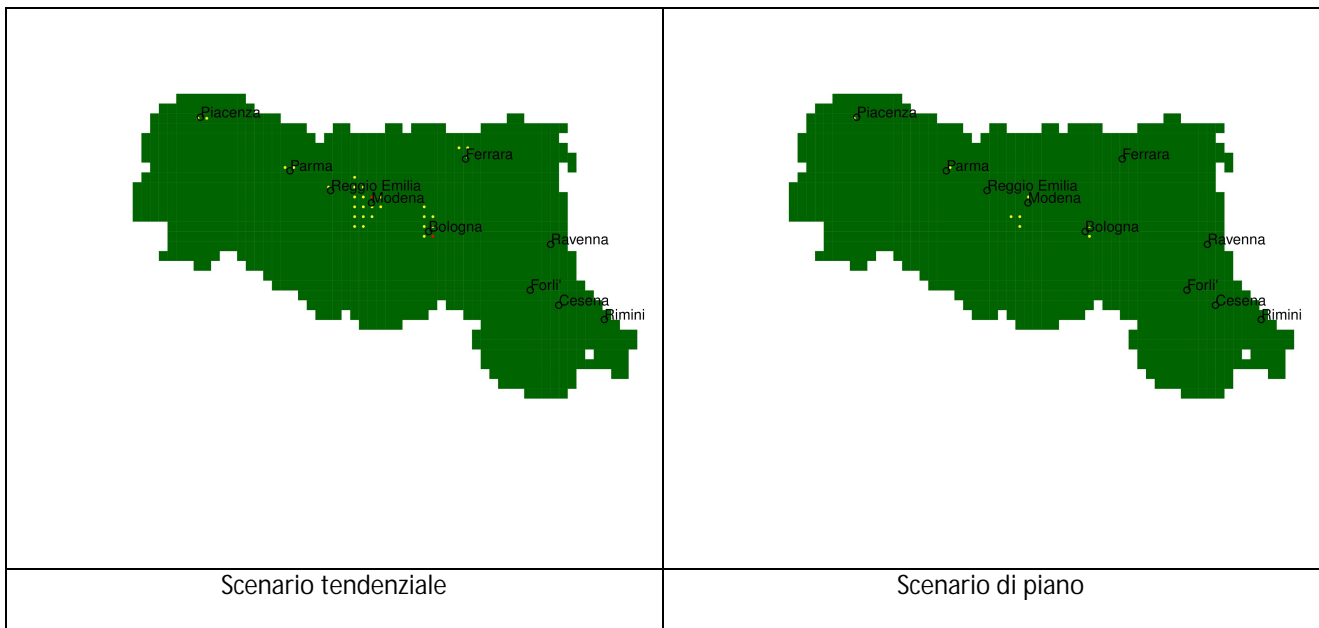 Piacenza
Parma
Ferrara
Reggio Emilia
Modena
Bologna
Ravenna
Forli'
Cesena
Rimini
Scenario tendenziale
Piacenza
Parma
Ferrara
Reggio Emilia
Modena
Bologna
Ravenna
Forli'
Cesena
Rimini
Scenario di piano